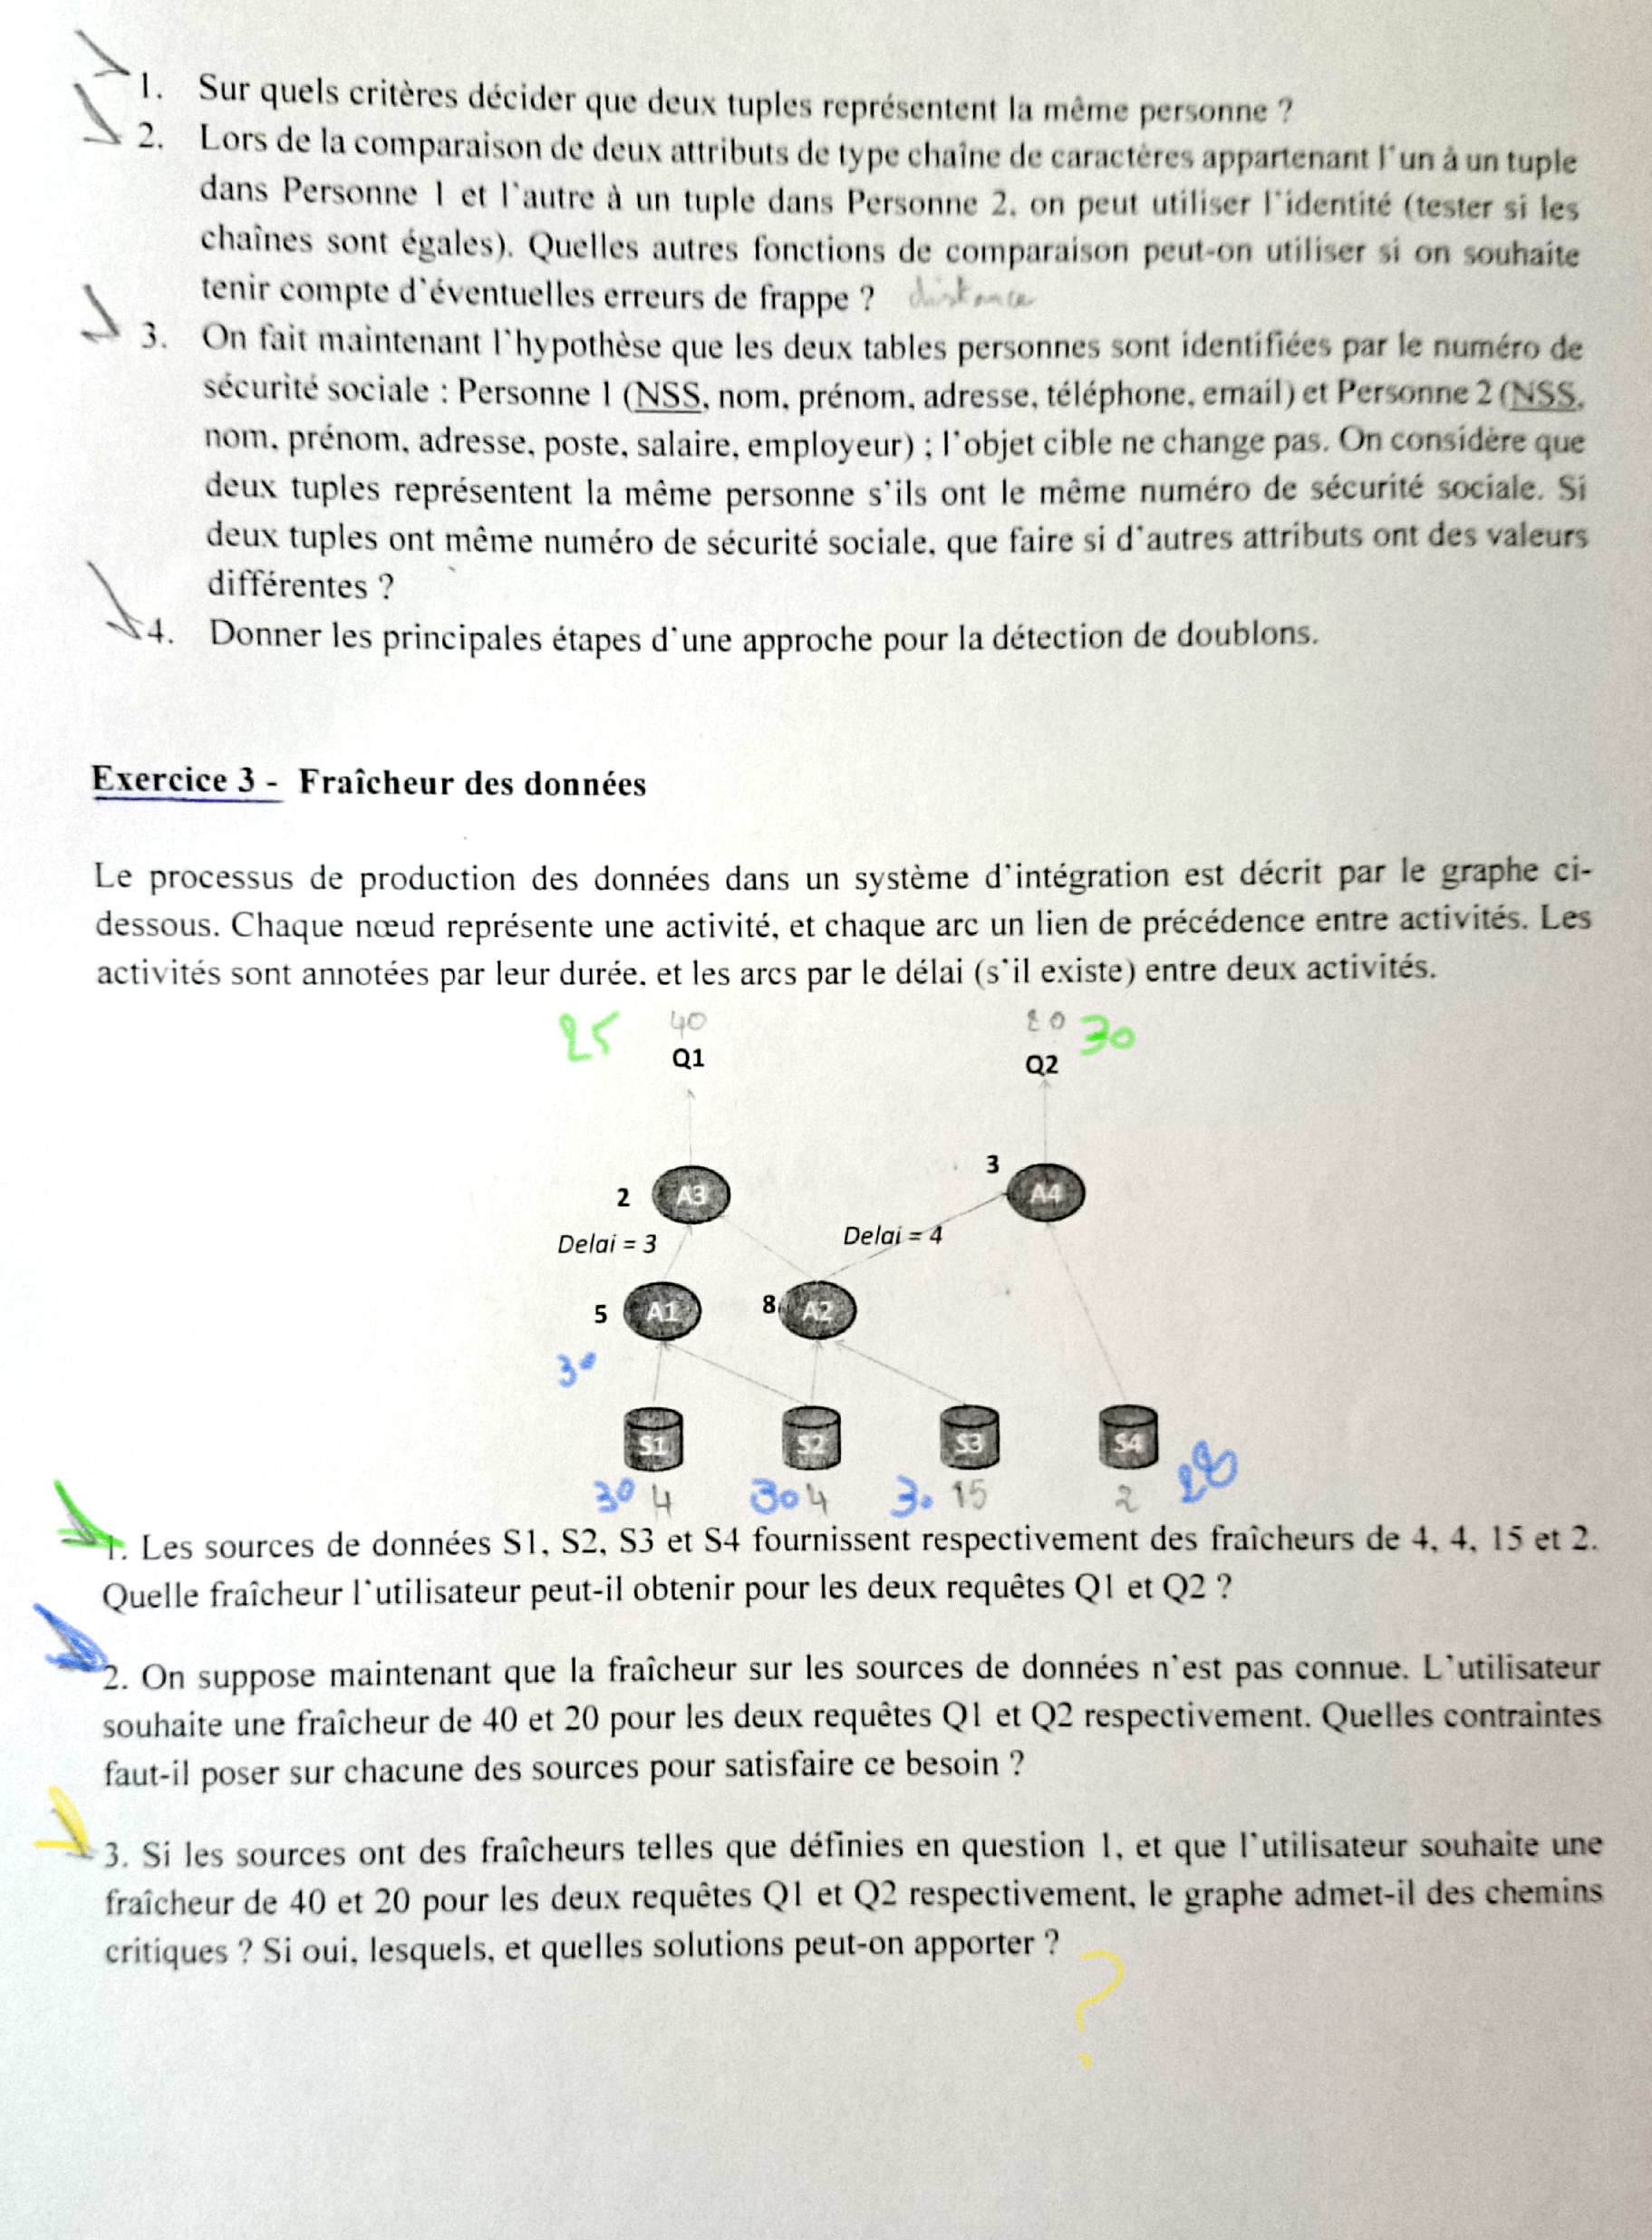 1. Sur quels critères décider que deux tuples représentent la même personne ?
2. Lors de la comparaison de deux attributs de type chaîne de caractères appartenant l'un à un tuple
dans Personne 1 et l'autre à un tuple dans Personne 2, on peut utiliser l'identité (tester si les
chaînes sont égales). Quelles autres fonctions de comparaison peut-on utiliser si on souhaite
tenir compte d'éventuelles erreurs de frappe ? distance
3. On fait maintenant l'hypothèse que les deux tables personnes sont identifiées par le numéro de
sécurité sociale : Personne 1 (NSS, nom, prénom, adresse, téléphone, email) et Personne 2 (NSS,
nom, prénom, adresse, poste, salaire, employeur) ; l'objet cible ne change pas. On considère que
deux tuples représentent la même personne s'ils ont le même numéro de sécurité sociale. Si
deux tuples ont même numéro de sécurité sociale, que faire si d'autres attributs ont des valeurs
différentes ?
4. Donner les principales étapes d'une approche pour la détection de doublons.
Exercice 3 - Fraîcheur des données
Le processus de production des données dans un système d'intégration est décrit par le graphe ci-
dessous. Chaque nœud représente une activité, et chaque arc un lien de précédence entre activités. Les
activités sont annotées par leur durée, et les arcs par le délai (s'il existe) entre deux activités.
25 40 20 30
Q1 Q2
3
2 A3 A4
Delai = 3 Delai = 4
5 A1 8 A2
30
S1 S2 S3 S4
30 4 30 4 30 15 2 28
1. Les sources de données S1, S2, S3 et S4 fournissent respectivement des fraîcheurs de 4, 4, 15 et 2.
Quelle fraîcheur l'utilisateur peut-il obtenir pour les deux requêtes Q1 et Q2 ?
2. On suppose maintenant que la fraîcheur sur les sources de données n'est pas connue. L'utilisateur
souhaite une fraîcheur de 40 et 20 pour les deux requêtes Q1 et Q2 respectivement. Quelles contraintes
faut-il poser sur chacune des sources pour satisfaire ce besoin ?
3. Si les sources ont des fraîcheurs telles que définies en question 1, et que l'utilisateur souhaite une
fraîcheur de 40 et 20 pour les deux requêtes Q1 et Q2 respectivement, le graphe admet-il des chemins
critiques ? Si oui, lesquels, et quelles solutions peut-on apporter ?
?